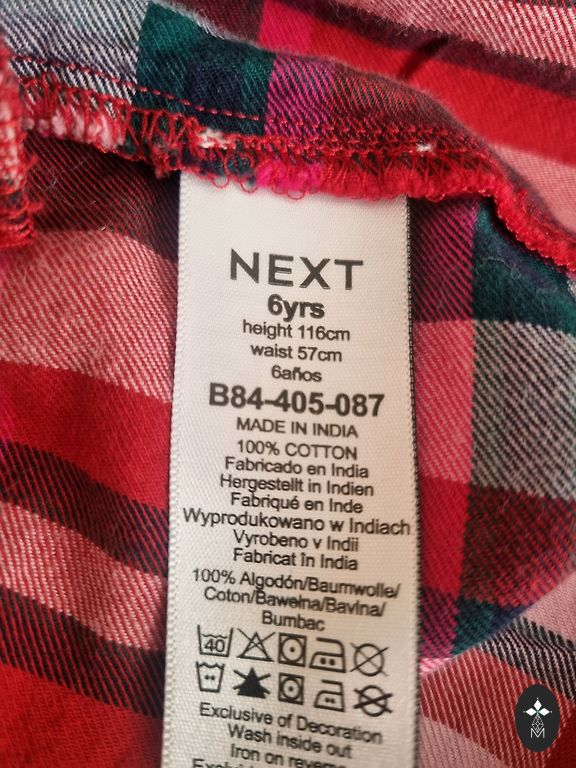 NEXT
6yrs
height 116cm
waist 57cm
6años
B84-405-087
MADE IN INDIA
100% COTTON
Fabricado en India
Hergestellt in Indien
Fabriqué en Inde
Wyprodukowano w Indiach
Vyrobeno v Indii
Fabricat în India
100% Algodón/Baumwolle/
Coton/Bawełna/Bavlna/
Bumbac
40
Exclusive of Decoration
Wash inside out
Iron on reverse
M